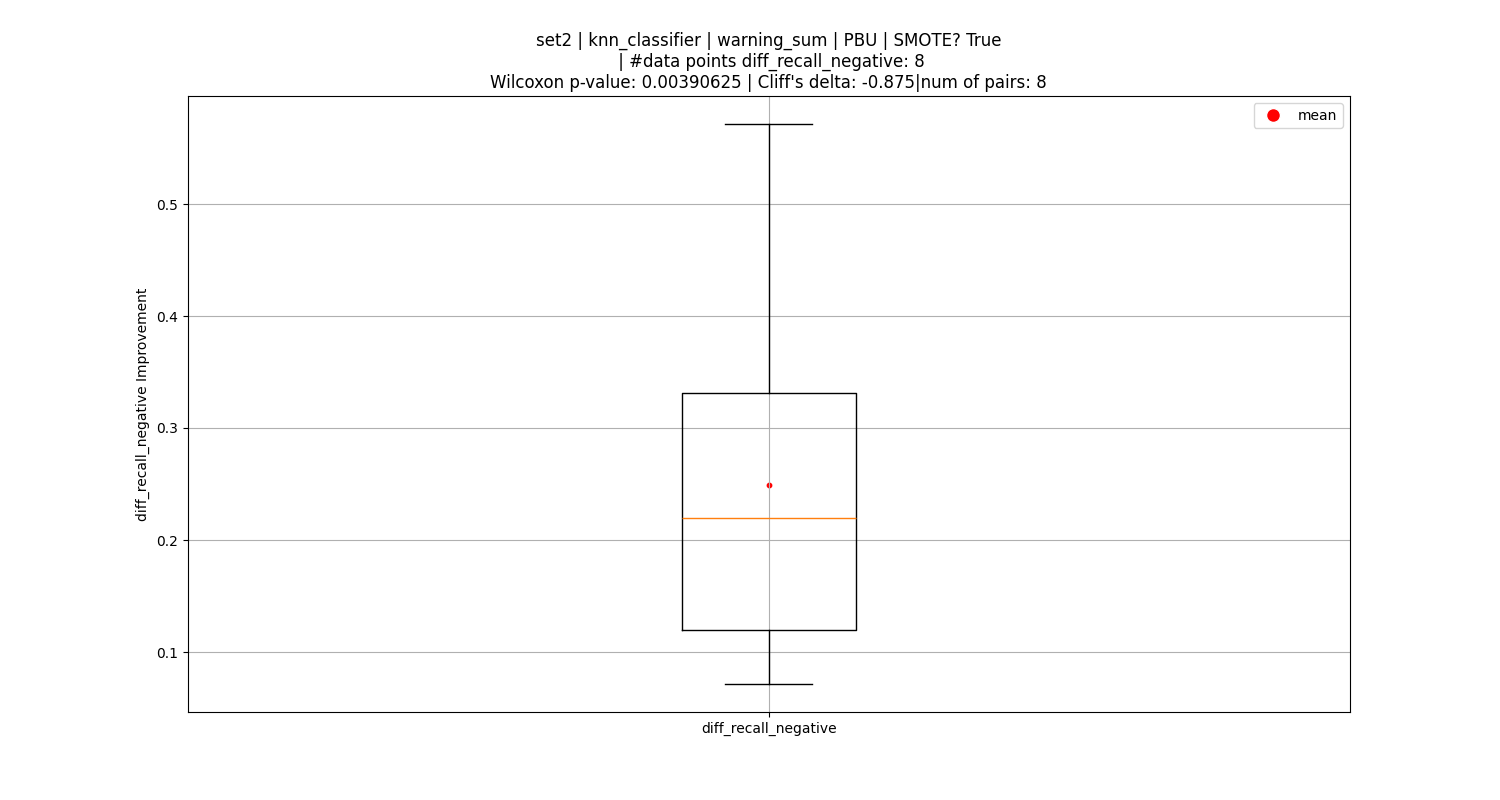 set2 | knn_classifier | warning_sum | PBU | SMOTE? True
| #data points diff_recall_negative: 8
Wilcoxon p-value: 0.00390625 | Cliff's delta: -0.875|num of pairs: 8
mean
0.5
0.4
0.3
0.2
0.1
diff_recall_negative Improvement
diff_recall_negative